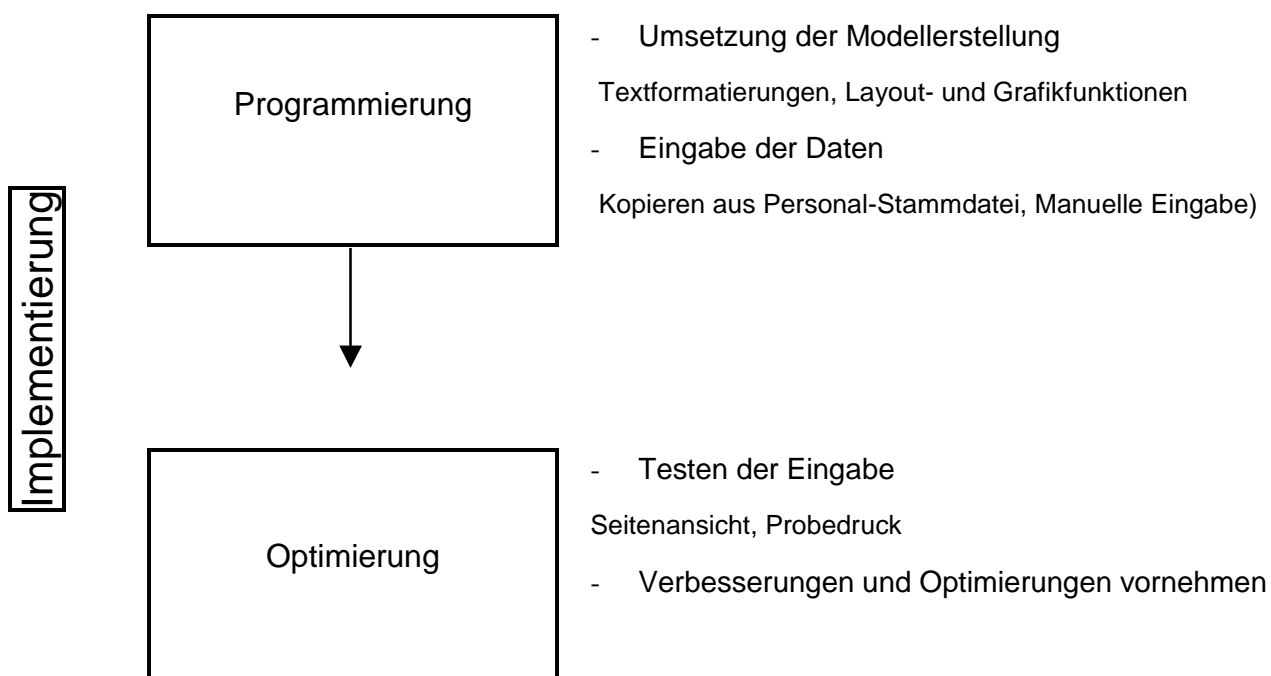 - Umsetzung der Modellerstellung
Programmierung
Textformatierungen, Layout- und Grafikfunktionen
- Eingabe der Daten
Kopieren aus Personal-Stammdatei, Manuelle Eingabe)
Implementierung
- Testen der Eingabe
Seitenansicht, Probedruck
Optimierung
- Verbesserungen und Optimierungen vornehmen